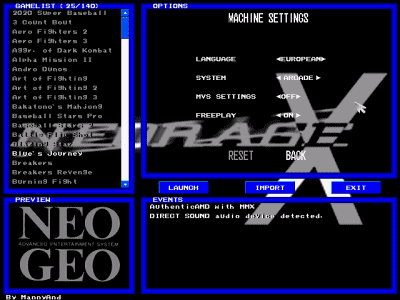 GAMELIST (25/140)
2020 Super Baseball
3 Count Bout
Aero Fighters 2
Aero Fighters 3
Aggr. of Dark Kombat
Alpha Mission II
Andro Dunos
Art of Fighting
Art of Fighting 2
Art of Fighting 3
Bakatono's Mahjong
Baseball Stars Pro
Baseball Stars 2
Battle Flip Shot
Blazing Star
Blue's Journey
Breakers
Breakers Revenge
Burning Fight
OPTIONS
MACHINE SETTINGS
LANGUAGE ◄EUROPEAN►
SYSTEM ◄ARCADE►
MVS SETTINGS ◄OFF►
FREEPLAY ◄ON►
RESET BACK
NEORAGE X
LAUNCH IMPORT EXIT
PREVIEW
NEO
ADVANCED ENTERTAINMENT SYSTEM
GEO
EVENTS
AuthenticAMD with MMX
DIRECT SOUND audio device detected.
By MannyAnd